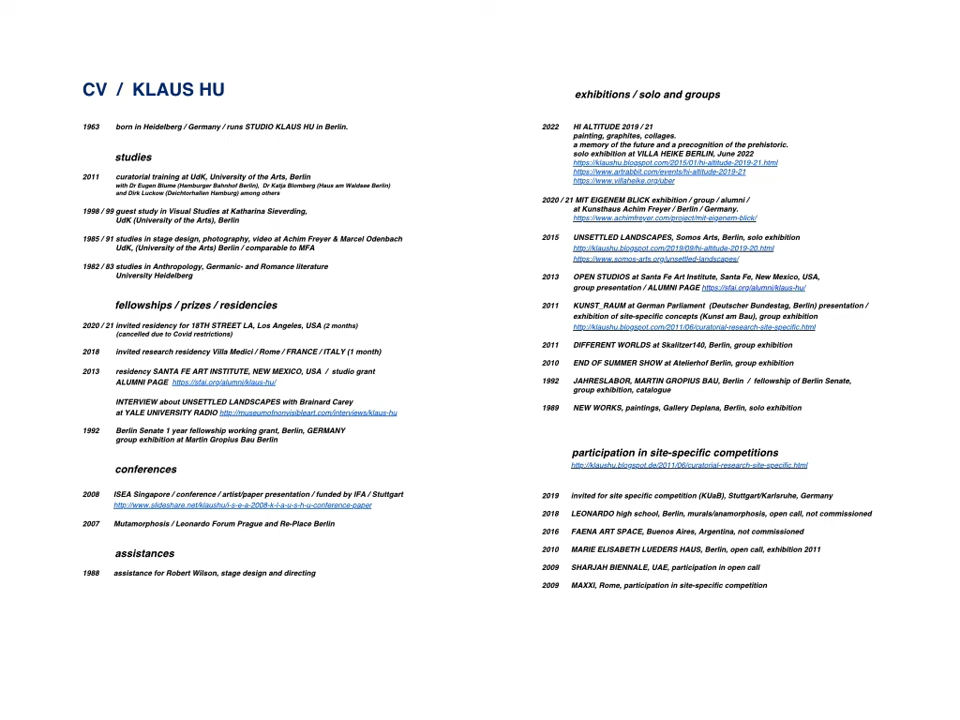 CV / KLAUS HU
1963 born in Heidelberg / Germany / runs STUDIO KLAUS HU in Berlin.
studies
2011 curatorial training at UdK, University of the Arts, Berlin
with Dr Eugen Blume (Hamburger Bahnhof Berlin), Dr Katja Blomberg (Haus am Waldsee Berlin)
and Dirk Luckow (Deichtorhallen Hamburg) among others
1998 / 99 guest study in Visual Studies at Katharina Sieverding,
UdK (University of the Arts), Berlin
1985 / 91 studies in stage design, photography, video at Achim Freyer & Marcel Odenbach
UdK, (University of the Arts) Berlin / comparable to MFA
1982 / 83 studies in Anthropology, Germanic- and Romance literature
University Heidelberg
fellowships / prizes / residencies
2020 / 21 invited residency for 18TH STREET LA, Los Angeles, USA (2 months)
(cancelled due to Covid restrictions)
2018 invited research residency Villa Medici / Rome / FRANCE / ITALY (1 month)
2013 residency SANTA FE ART INSTITUTE, NEW MEXICO, USA / studio grant
ALUMNI PAGE https://sfai.org/alumni/klaus-hu/
INTERVIEW about UNSETTLED LANDSCAPES with Brainard Carey
at YALE UNIVERSITY RADIO http://museumofnonvisibleart.com/interviews/klaus-hu
1992 Berlin Senate 1 year fellowship working grant, Berlin, GERMANY
group exhibition at Martin Gropius Bau Berlin
conferences
2008 ISEA Singapore / conference / artist/paper presentation / funded by IFA / Stuttgart
http://www.slideshare.net/klaushu/i-s-e-a-2008-k-l-a-u-s-h-u-conference-paper
2007 Mutamorphosis / Leonardo Forum Prague and Re-Place Berlin
assistances
1988 assistance for Robert Wilson, stage design and directing
exhibitions / solo and groups
2022 HI ALTITUDE 2019 / 21
painting, graphites, collages.
a memory of the future and a precognition of the prehistoric.
solo exhibition at VILLA HEIKE BERLIN, June 2022
https://klaushu.blogspot.com/2015/01/hi-altitude-2019-21.html
https://www.artrabbit.com/events/hi-altitude-2019-21
https://www.villaheike.org/uber
2020 / 21 MIT EIGENEM BLICK exhibition / group / alumni /
at Kunsthaus Achim Freyer / Berlin / Germany.
https://www.achimfreyer.com/project/mit-eigenem-blick/
2015 UNSETTLED LANDSCAPES, Somos Arts, Berlin, solo exhibition
http://klaushu.blogspot.com/2019/09/hi-altitude-2019-20.html
https://www.somos-arts.org/unsettled-landscapes/
2013 OPEN STUDIOS at Santa Fe Art Institute, Santa Fe, New Mexico, USA,
group presentation / ALUMNI PAGE https://sfai.org/alumni/klaus-hu/
2011 KUNST_RAUM at German Parliament (Deutscher Bundestag, Berlin) presentation /
exhibition of site-specific concepts (Kunst am Bau), group exhibition
http://klaushu.blogspot.com/2011/06/curatorial-research-site-specific.html
2011 DIFFERENT WORLDS at Skalitzer140, Berlin, group exhibition
2010 END OF SUMMER SHOW at Atelierhof Berlin, group exhibition
1992 JAHRESLABOR, MARTIN GROPIUS BAU, Berlin / fellowship of Berlin Senate,
group exhibition, catalogue
1989 NEW WORKS, paintings, Gallery Deplana, Berlin, solo exhibition
participation in site-specific competitions
http://klaushu.blogspot.de/2011/06/curatorial-research-site-specific.html
2019 invited for site specific competition (KUaB), Stuttgart/Karlsruhe, Germany
2018 LEONARDO high school, Berlin, murals/anamorphosis, open call, not commissioned
2016 FAENA ART SPACE, Buenos Aires, Argentina, not commissioned
2010 MARIE ELISABETH LUEDERS HAUS, Berlin, open call, exhibition 2011
2009 SHARJAH BIENNALE, UAE, participation in open call
2009 MAXXI, Rome, participation in site-specific competition